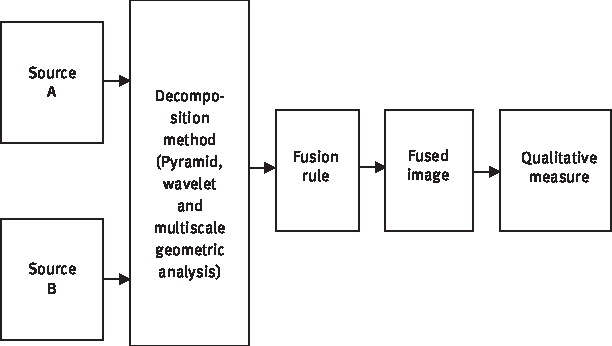 Source
A
Source
B
Decompo-
sition
method
(Pyramid,
wavelet
and
multiscale
geometric
analysis)
Fusion
rule
Fused
image
Qualitative
measure